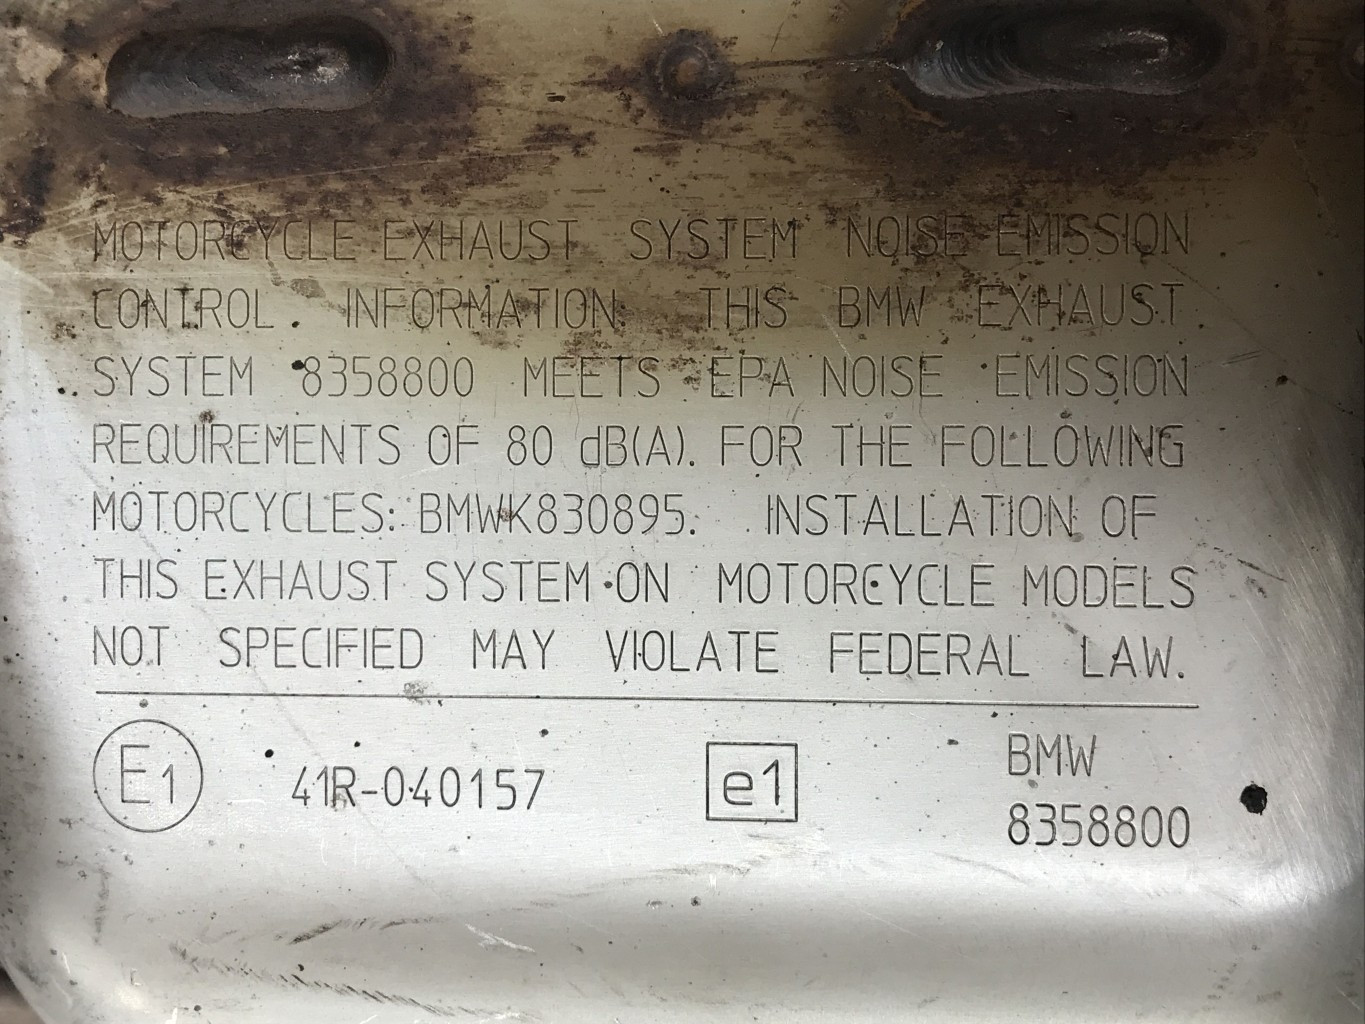 MOTORCYCLE EXHAUST SYSTEM NOISE EMISSION
CONTROL INFORMATION. THIS BMW EXHAUST
SYSTEM 8358800 MEETS EPA NOISE EMISSION
REQUIREMENTS OF 80 dB(A). FOR THE FOLLOWING
MOTORCYCLES: BMWK830895. INSTALLATION OF
THIS EXHAUST SYSTEM ON MOTORCYCLE MODELS
NOT SPECIFIED MAY VIOLATE FEDERAL LAW.
E1 41R-040157 e1 BMW
8358800